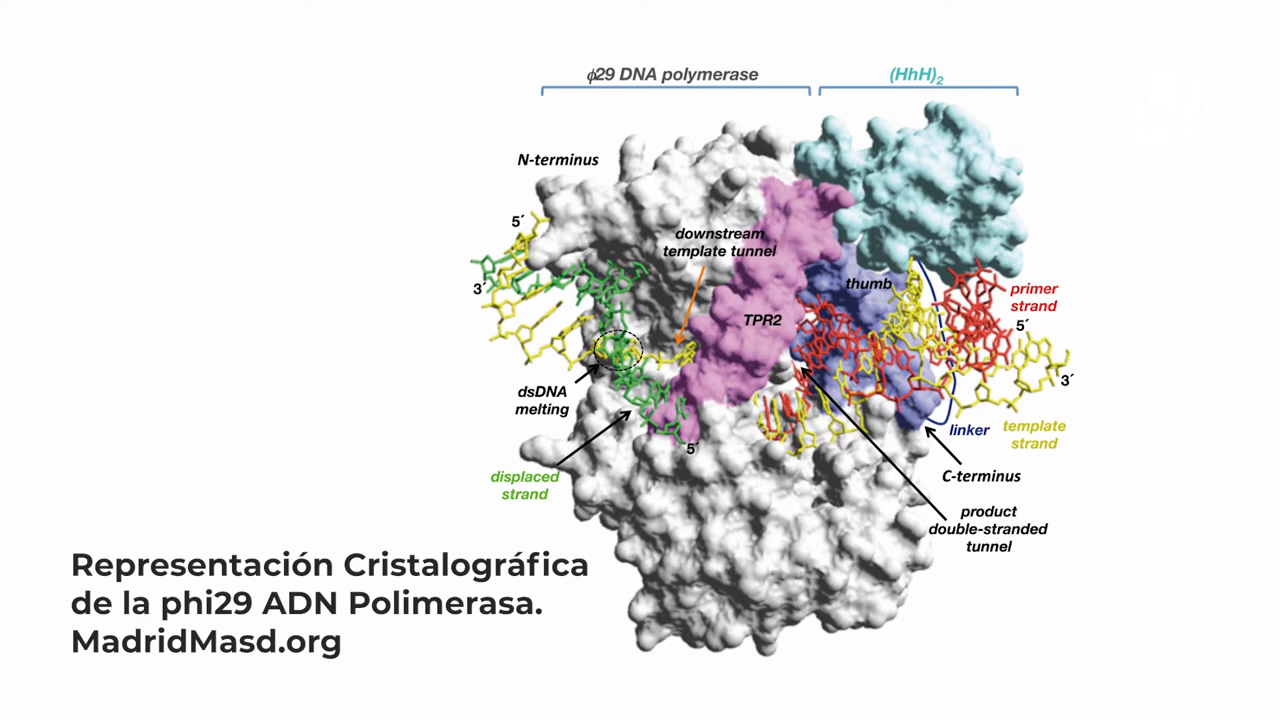 ϕ29 DNA polymerase
(HhH)2
N-terminus
5´
3´
downstream
template tunnel
thumb
TPR2
primer
strand
5´
3´
dsDNA
melting
displaced
strand
5´
linker
template
strand
C-terminus
product
double-stranded
tunnel
Representación Cristalográfica
de la phi29 ADN Polimerasa.
MadridMasd.org